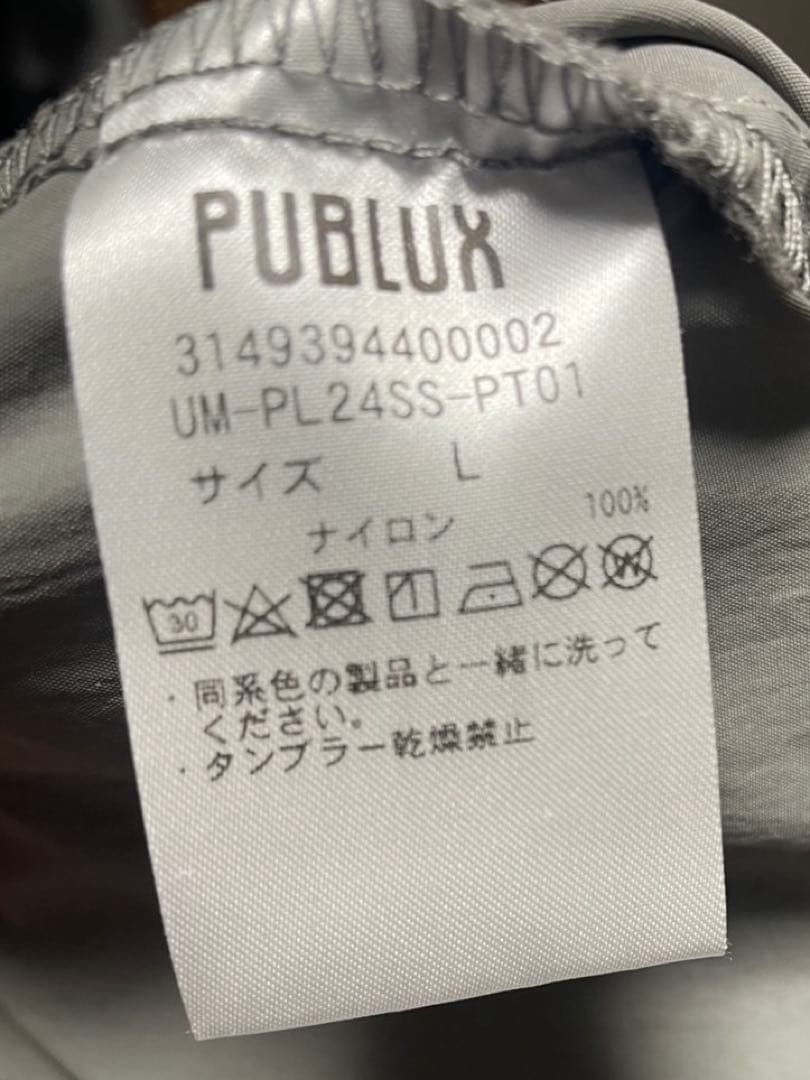 PUBLUX
3149394400002
UM-PL24SS-PT01
サイズ L
ナイロン 100%
30 W
・同系色の製品と一緒に洗って
ください。
・タンブラー乾燥禁止